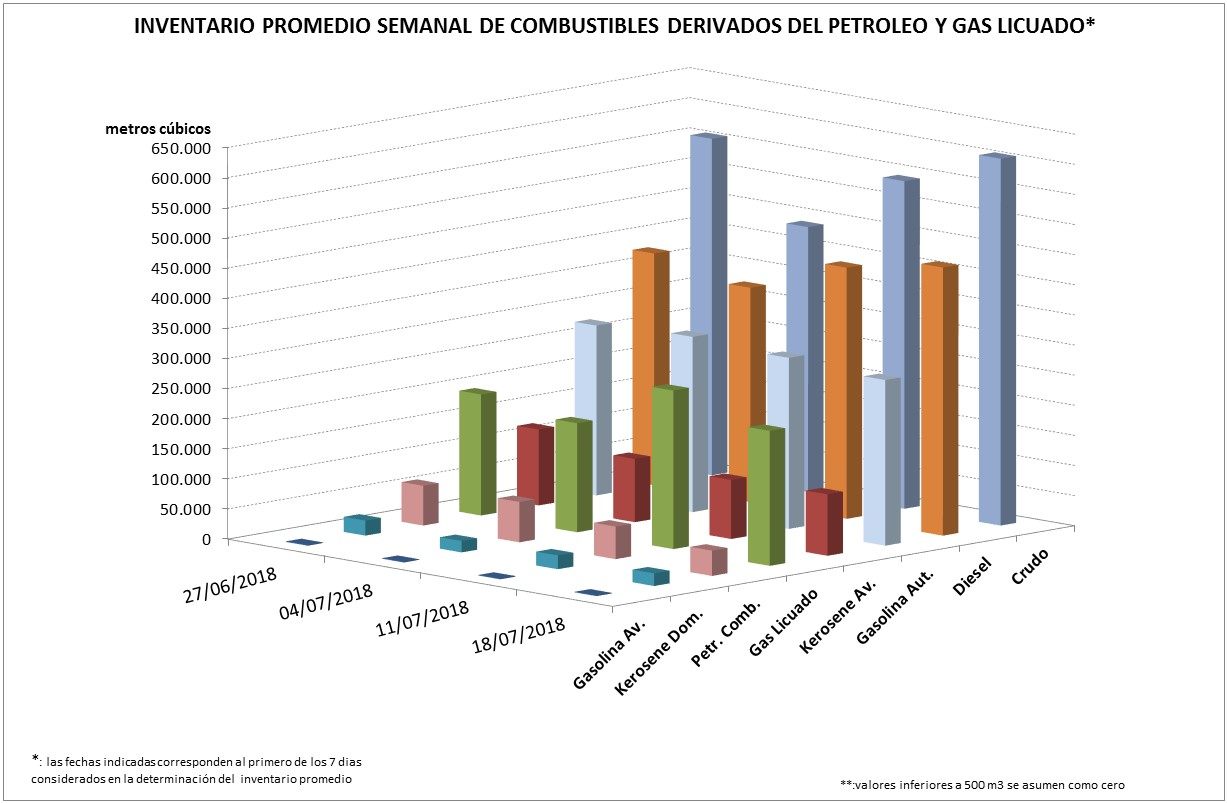 INVENTARIO PROMEDIO SEMANAL DE COMBUSTIBLES DERIVADOS DEL PETROLEO Y GAS LICUADO*
metros cúbicos
650.000
600.000
550.000
500.000
450.000
400.000
350.000
300.000
250.000
200.000
150.000
100.000
50.000
0
27/06/2018
04/07/2018
11/07/2018
18/07/2018
Gasolina Av.
Kerosene Dom.
Petr. Comb.
Gas Licuado
Kerosene Av.
Gasolina Aut.
Diesel
Crudo
*: las fechas indicadas corresponden al primero de los 7 dias
considerados en la determinación del inventario promedio
**:valores inferiores a 500 m3 se asumen como cero